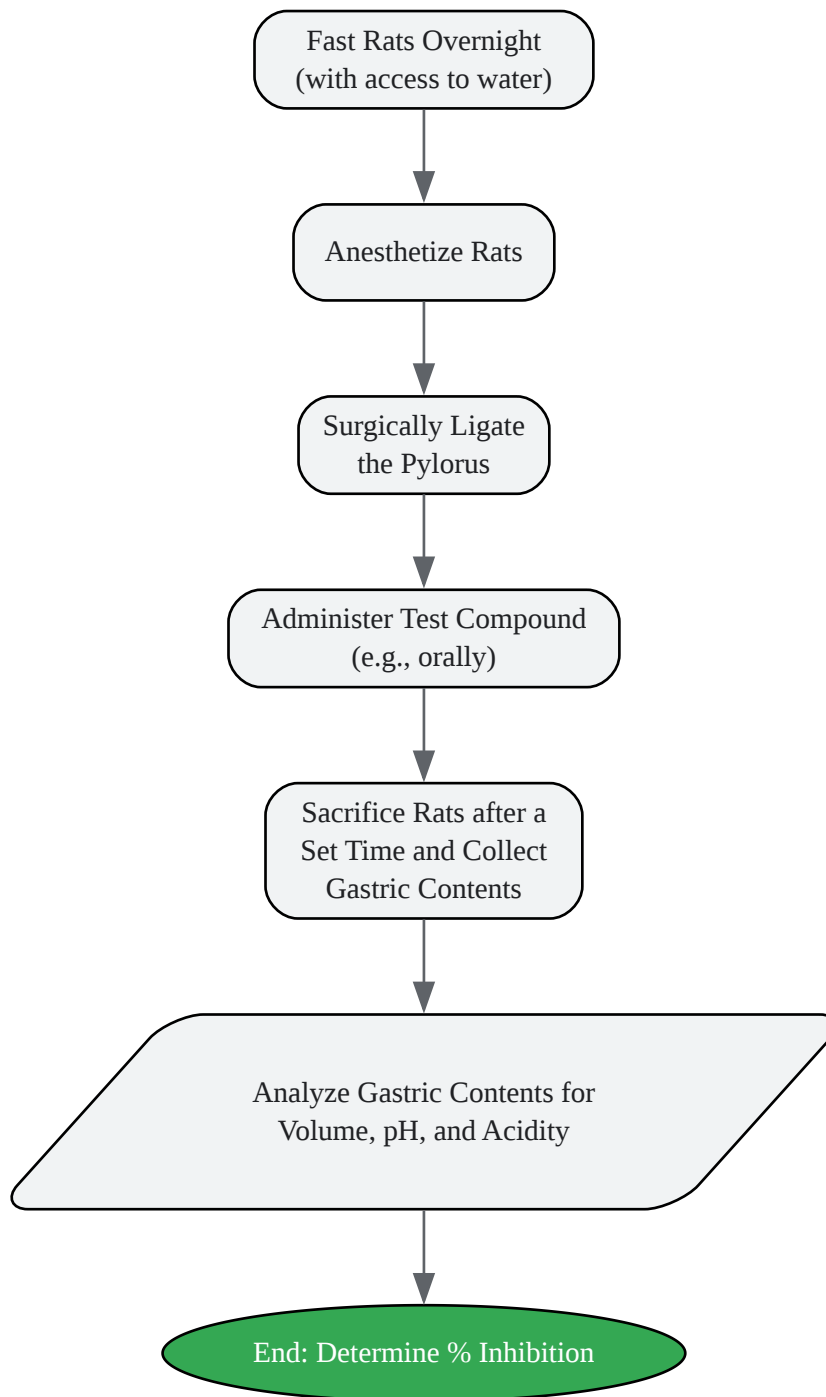 Fast Rats Overnight
(with access to water)
Anesthetize Rats
Surgically Ligate
the Pylorus
Administer Test Compound
(e.g., orally)
Sacrifice Rats after a
Set Time and Collect
Gastric Contents
Analyze Gastric Contents for
Volume, pH, and Acidity
End: Determine % Inhibition